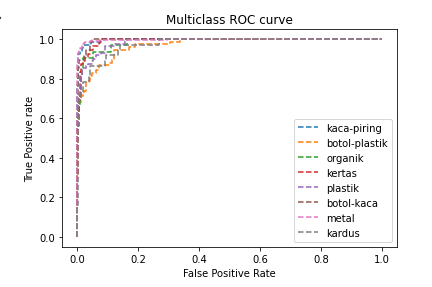 Multiclass ROC curve
True Positive rate
1.0
0.8
0.6
0.4
0.2
0.0
kaca-piring
botol-plastik
organik
kertas
plastik
botol-kaca
metal
kardus
0.0 0.2 0.4 0.6 0.8 1.0
False Positive Rate